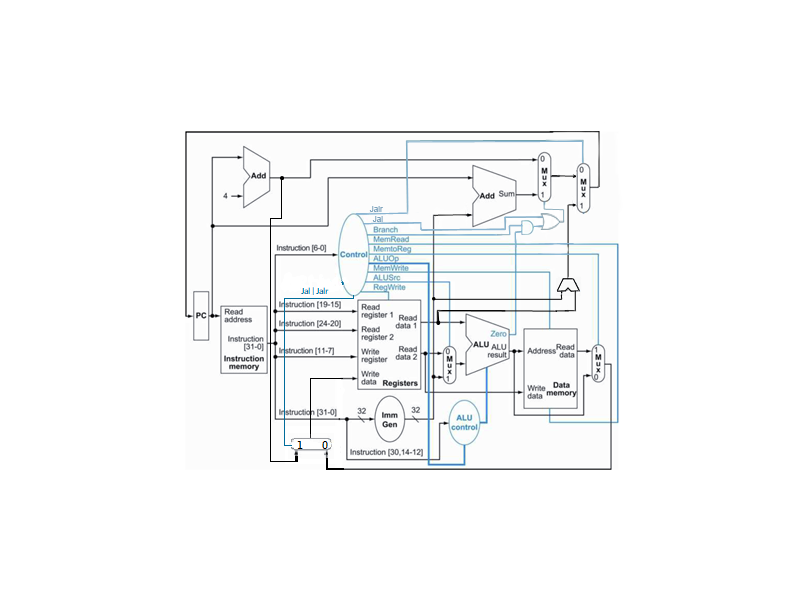 Add
4
Add Sum
0
Mux
1
0
Mux
1
Jalr
Jal
Branch
MemRead
MemtoReg
ALUOp
MemWrite
ALUSrc
RegWrite
Control
Instruction [6-0]
Jal | Jalr
Instruction [19-15]
Instruction [24-20]
Instruction [11-7]
Instruction [31-0]
Instruction [30,14-12]
PC
Read
address
Instruction
[31-0]
Instruction
memory
Read
register 1
Read
data 1
Read
register 2
Write
register
Read
data 2
Write
data
Registers
0
Mux
1
Zero
ALU
ALU
result
Address
Read
data
Write
data
Data
memory
1
Mux
0
32
Imm
Gen
32
ALU
control
1 0